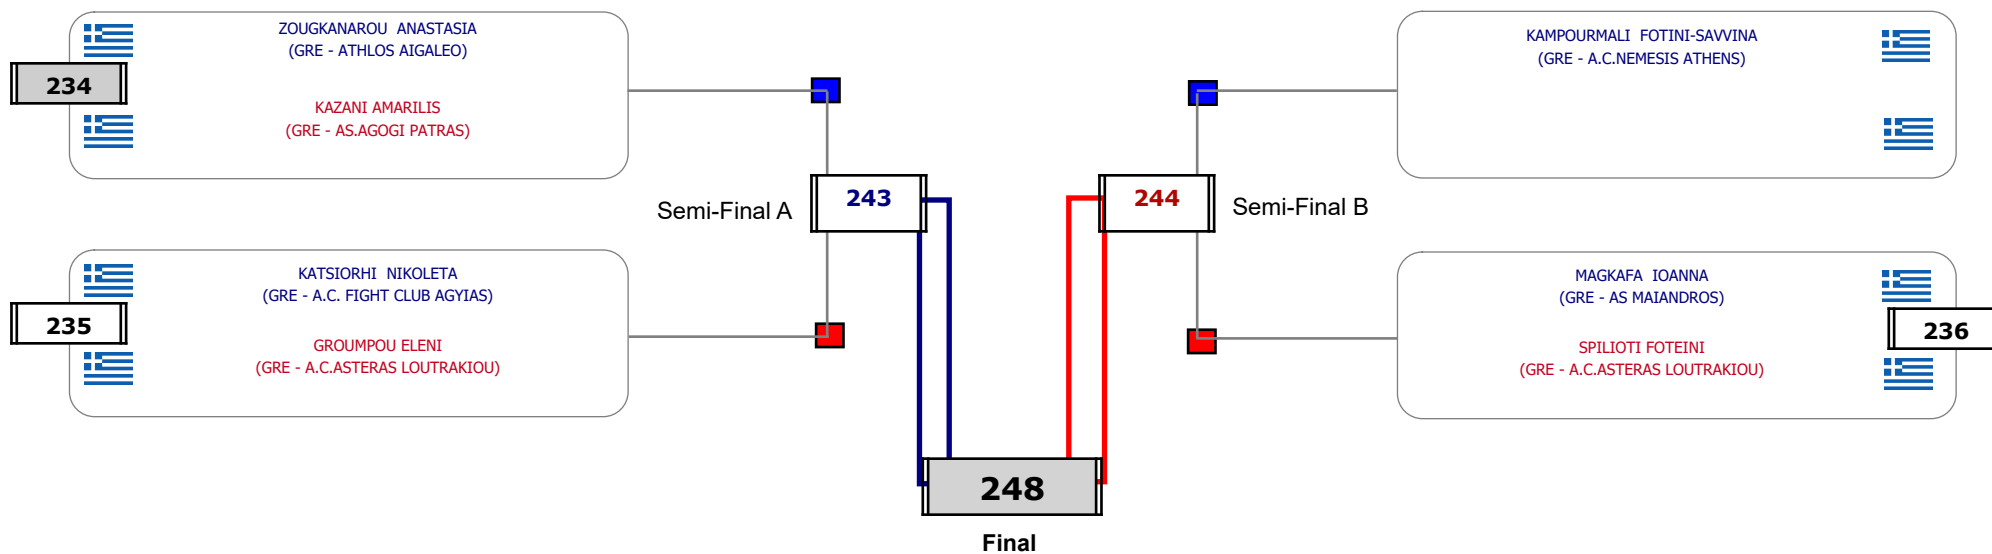 ZOUGKANAROU  ANASTASIA
(GRE - ATHLOS AIGALEO)
234
KAZANI AMARILIS
(GRE - AS.AGOGI PATRAS)
KAMPOURMALI  FOTINI-SAVVINA
(GRE - A.C.NEMESIS ATHENS)
Semi-Final A
243
244
Semi-Final B
KATSIORHI  NIKOLETA
(GRE - A.C. FIGHT CLUB AGYIAS)
235
GROUMPOU ELENI
(GRE - A.C.ASTERAS LOUTRAKIOU)
MAGKAFA  IOANNA
(GRE - AS MAIANDROS)
236
SPILIOTI FOTEINI
(GRE - A.C.ASTERAS LOUTRAKIOU)
248
Final